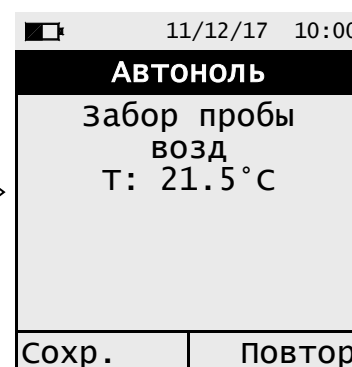 11/12/17 10:00
Автоноль
Забор пробы
возд
Т: 21.5°C
Сохр.
Повтор